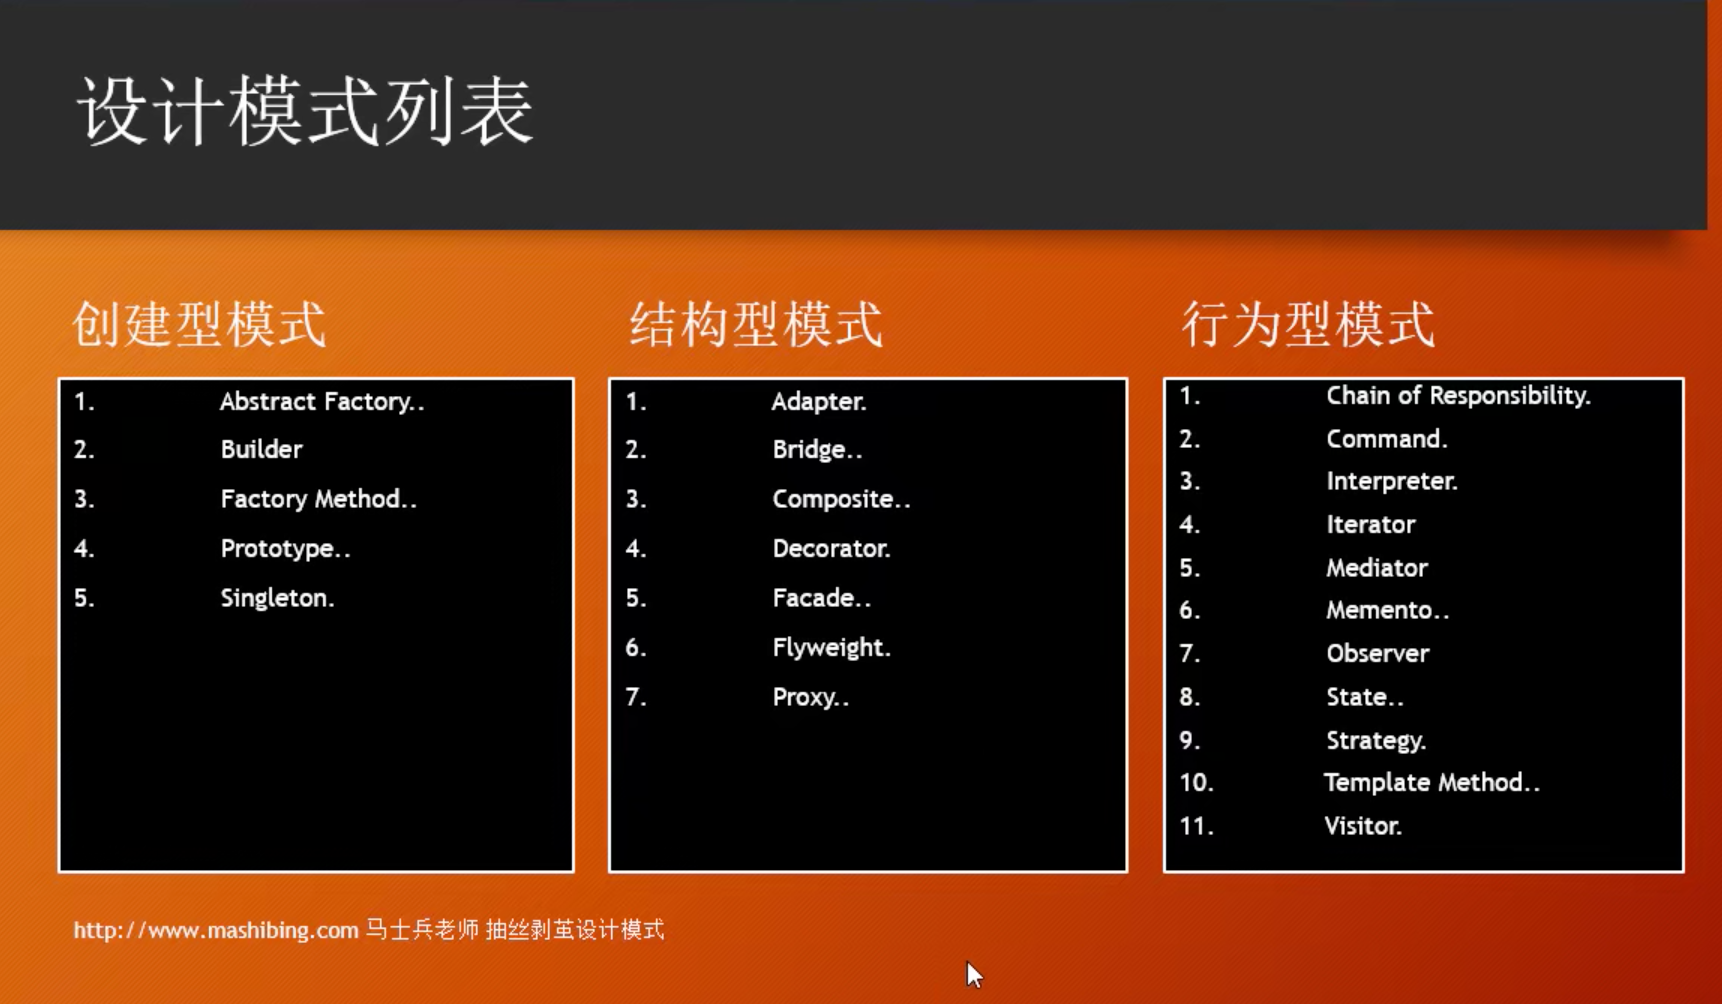 设计模式列表
创建型模式
1. Abstract Factory..
2. Builder
3. Factory Method..
4. Prototype..
5. Singleton.
结构型模式
1. Adapter.
2. Bridge..
3. Composite..
4. Decorator.
5. Facade..
6. Flyweight.
7. Proxy..
行为型模式
1. Chain of Responsibility.
2. Command.
3. Interpreter.
4. Iterator
5. Mediator
6. Memento..
7. Observer
8. State..
9. Strategy.
10. Template Method..
11. Visitor.
http://www.mashibing.com 马士兵老师 抽丝剥茧设计模式